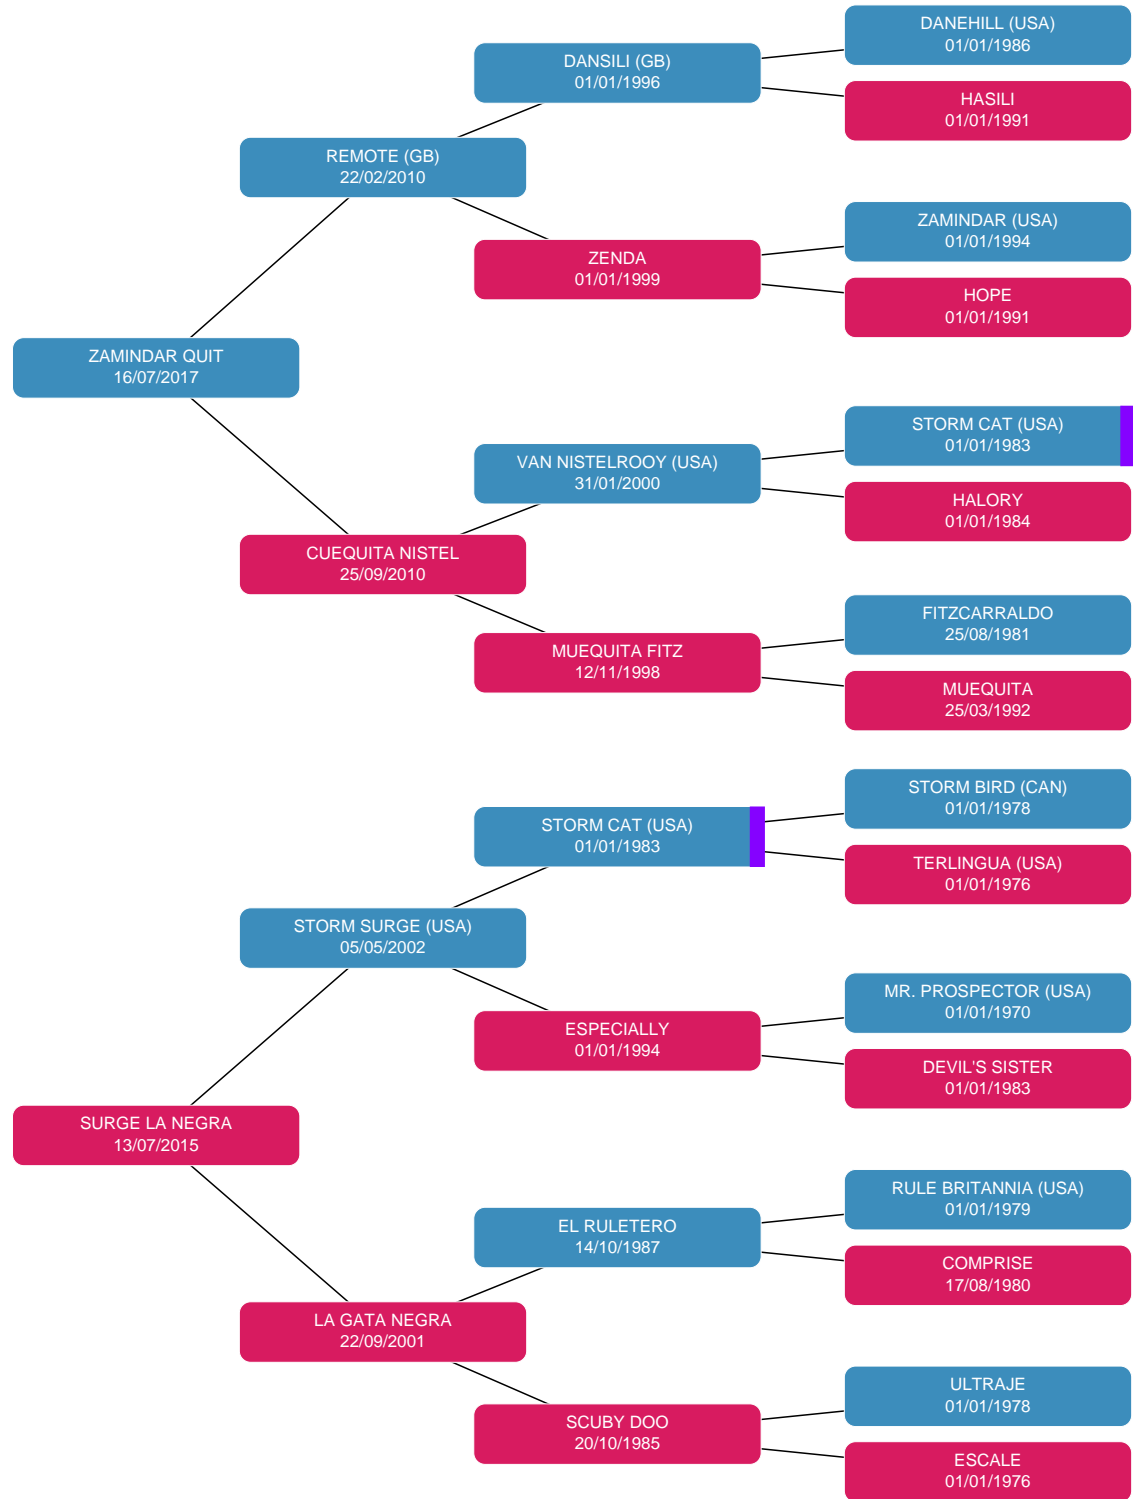 DANEHILL (USA)
01/01/1986
DANSILI (GB)
01/01/1996
HASILI
01/01/1991
REMOTE (GB)
22/02/2010
ZAMINDAR (USA)
01/01/1994
ZENDA
01/01/1999
HOPE
01/01/1991
ZAMINDAR QUIT
16/07/2017
STORM CAT (USA)
01/01/1983
VAN NISTELROOY (USA)
31/01/2000
HALORY
01/01/1984
CUEQUITA NISTEL
25/09/2010
FITZCARRALDO
25/08/1981
MUEQUITA FITZ
12/11/1998
MUEQUITA
25/03/1992
STORM BIRD (CAN)
01/01/1978
STORM CAT (USA)
01/01/1983
TERLINGUA (USA)
01/01/1976
STORM SURGE (USA)
05/05/2002
MR. PROSPECTOR (USA)
01/01/1970
ESPECIALLY
01/01/1994
DEVIL'S SISTER
01/01/1983
SURGE LA NEGRA
13/07/2015
RULE BRITANNIA (USA)
01/01/1979
EL RULETERO
14/10/1987
COMPRISE
17/08/1980
LA GATA NEGRA
22/09/2001
ULTRAJE
01/01/1978
SCUBY DOO
20/10/1985
ESCALE
01/01/1976